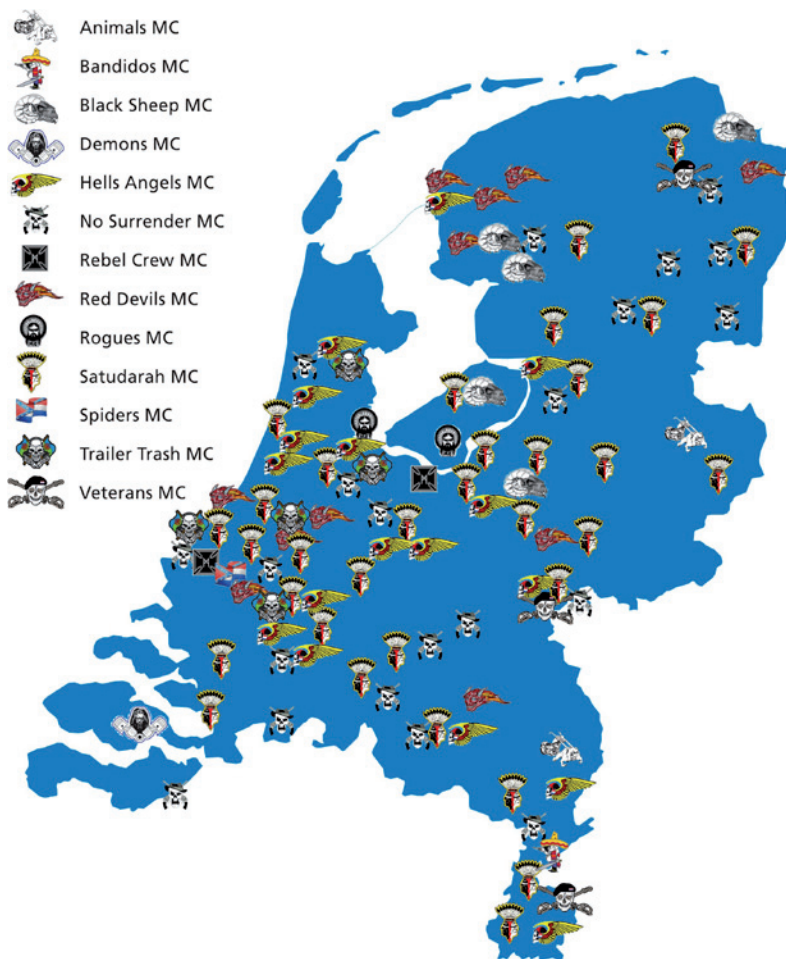 Animals MC
Bandidos MC
Black Sheep MC
Demons MC
Hells Angels MC
No Surrender MC
Rebel Crew MC
Red Devils MC
Rogues MC
Satudarah MC
Spiders MC
Trailer Trash MC
Veterans MC